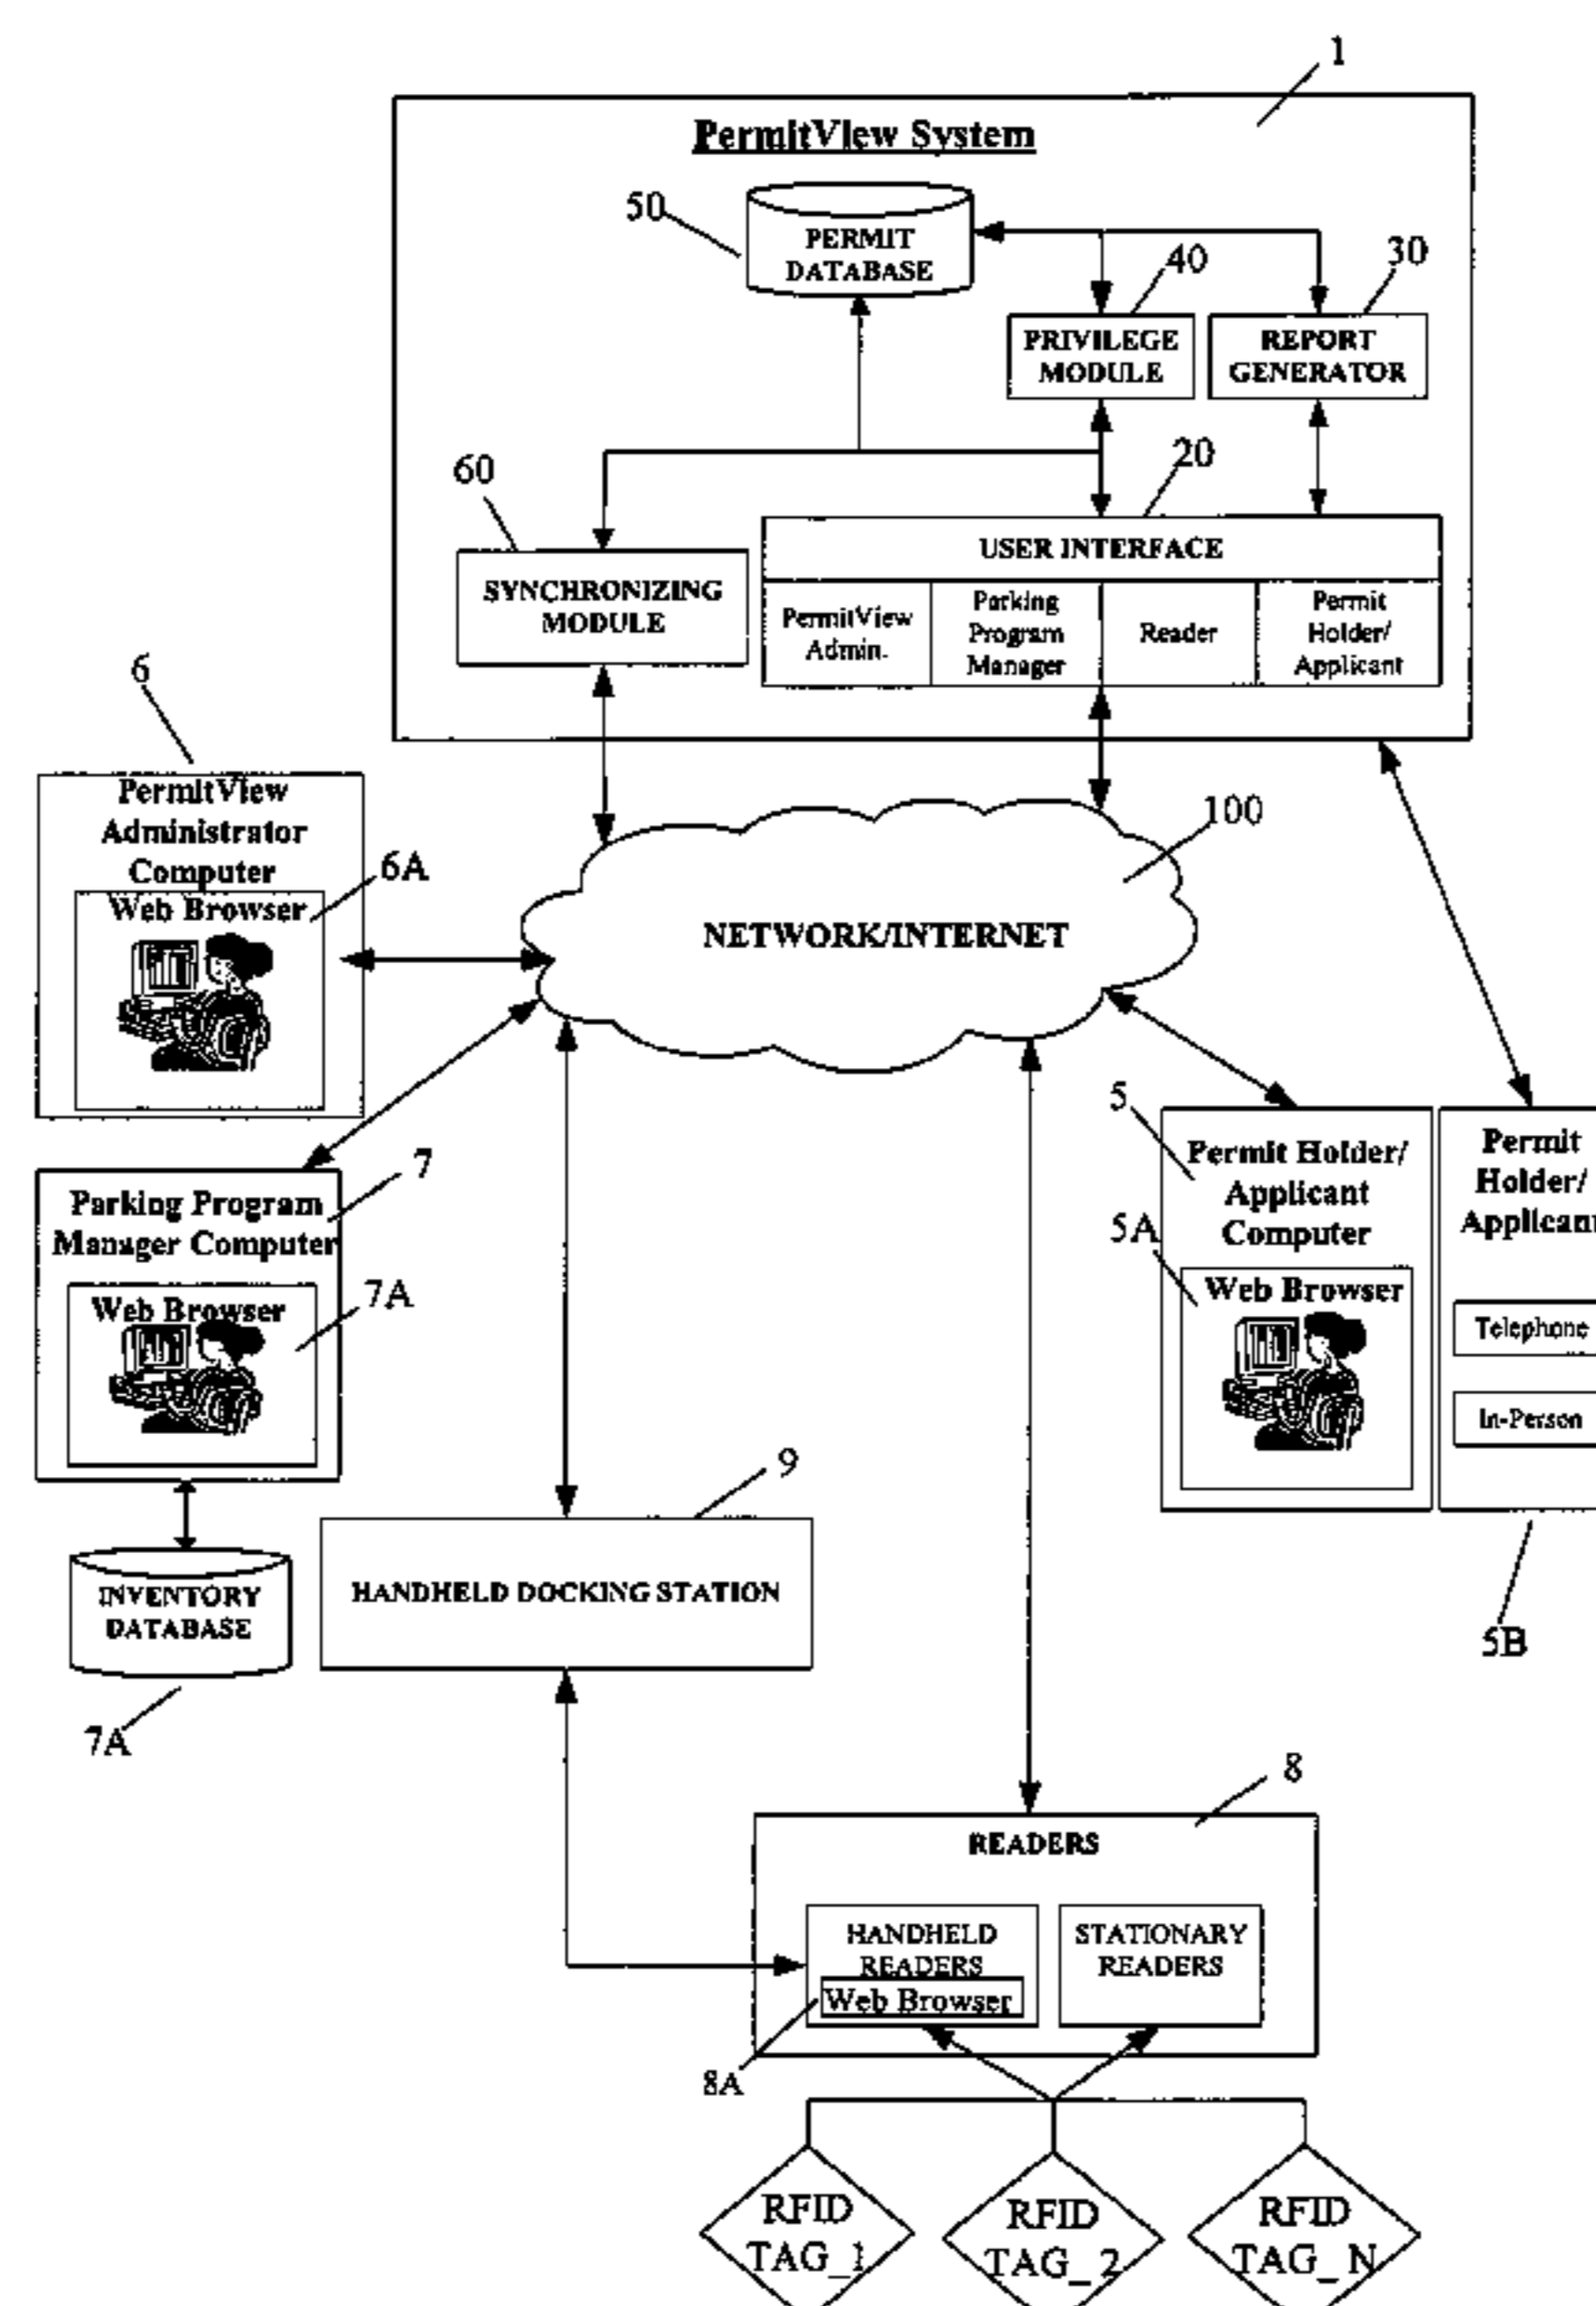 1
PermitView System
50
PERMIT
DATABASE
40
30
PRIVILEGE
MODULE
REPORT
GENERATOR
60
20
SYNCHRONIZING
MODULE
USER INTERFACE
PermitView
Admin.
Parking
Program
Manager
Reader
Permit
Holder/
Applicant
6
PermitView
Administrator
Computer
6A
Web Browser
100
NETWORK/INTERNET
7
Parking Program
Manager Computer
7A
Web Browser
INVENTORY
DATABASE
7A
9
HANDHELD DOCKING STATION
5
Permit Holder/
Applicant
Computer
5A
Web Browser
Permit
Holder/
Applicant
Telephone
In-Person
5B
8
READERS
HANDHELD
READERS
Web Browser
8A
STATIONARY
READERS
RFID
TAG_1
RFID
TAG_2
RFID
TAG_N